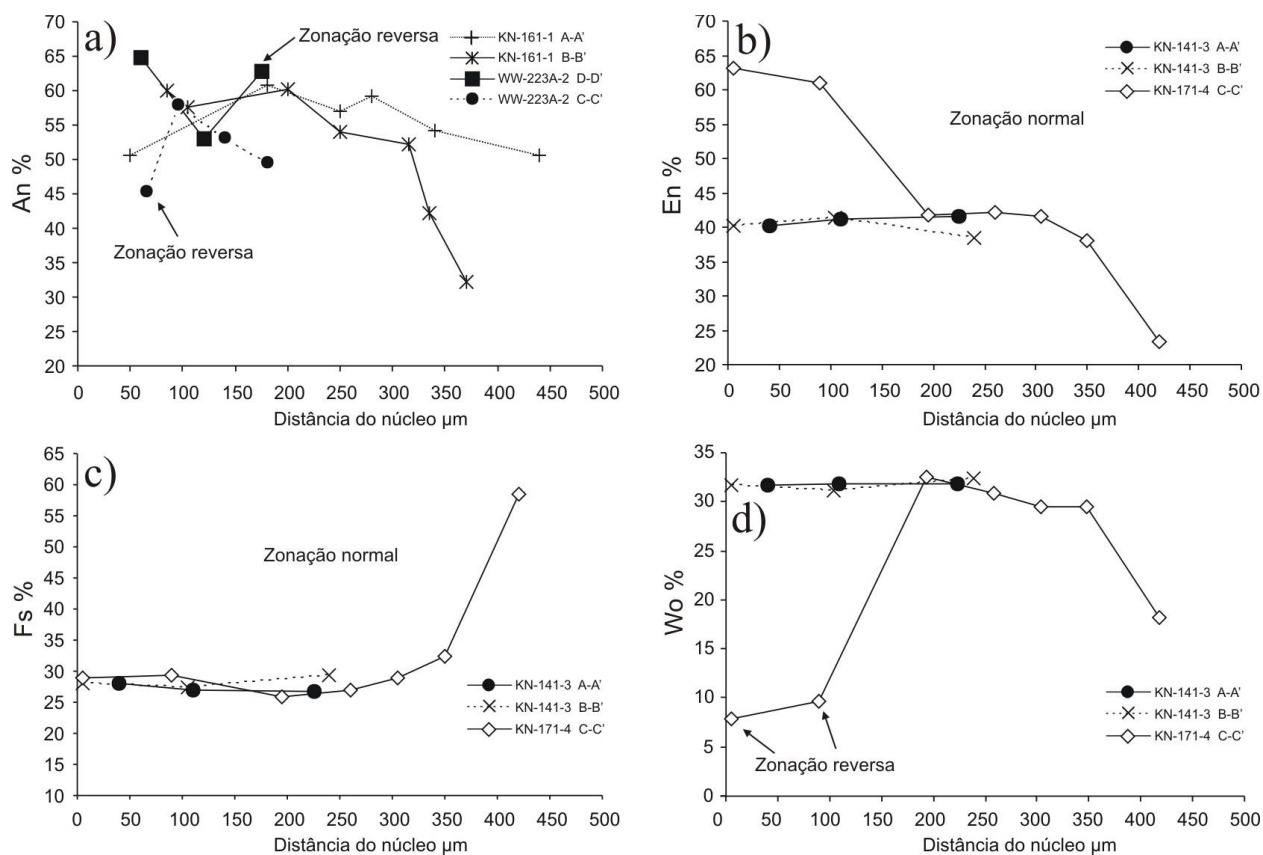 a)
An %
70
65
60
55
50
45
40
35
30
25
20
0 50 100 150 200 250 300 350 400 450 500
Distância do núcleo µm
Zonação reversa
Zonação reversa
KN-161-1 A-A'
KN-161-1 B-B'
WW-223A-2 D-D'
WW-223A-2 C-C'
b)
En %
70
65
60
55
50
45
40
35
30
25
20
0 50 100 150 200 250 300 350 400 450 500
Distância do núcleo µm
Zonação normal
KN-141-3 A-A'
KN-141-3 B-B'
KN-171-4 C-C'
c)
Fs %
65
60
55
50
45
40
35
30
25
20
15
10
0 50 100 150 200 250 300 350 400 450 500
Distância do núcleo µm
Zonação normal
KN-141-3 A-A'
KN-141-3 B-B'
KN-171-4 C-C'
d)
Wo %
35
30
25
20
15
10
5
0
0 50 100 150 200 250 300 350 400 450 500
Distância do núcleo µm
Zonação reversa
KN-141-3 A-A'
KN-141-3 B-B'
KN-171-4 C-C'